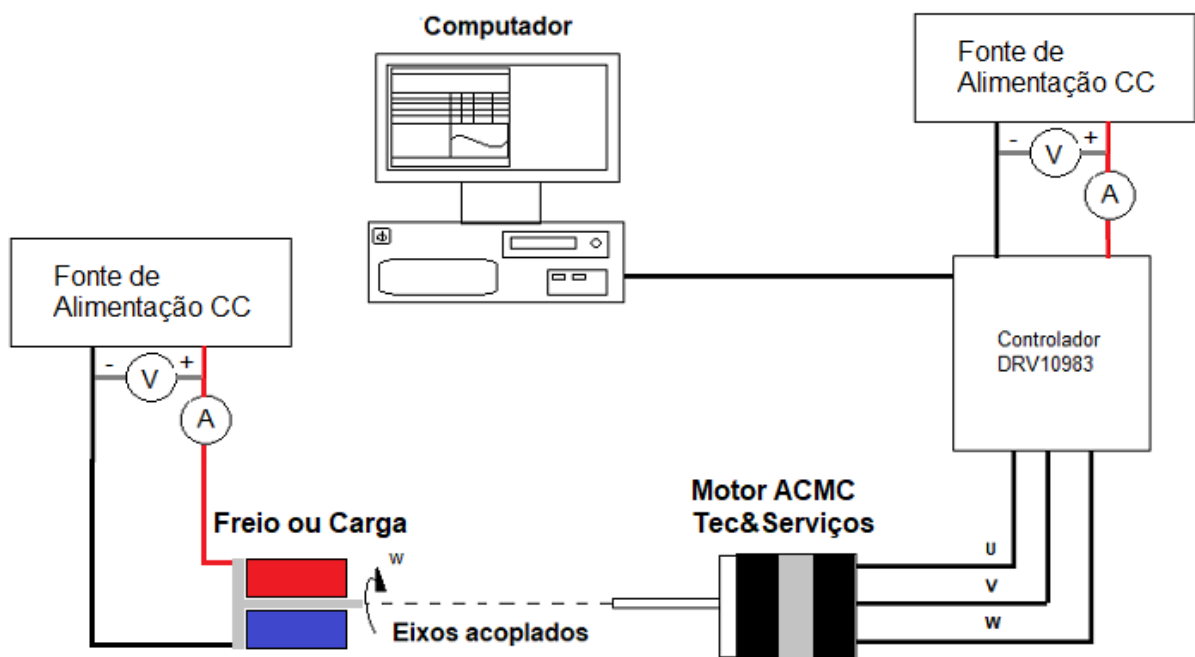 Computador
Fonte de
Alimentação CC
- V +
A
Fonte de
Alimentação CC
- V +
A
Controlador
DRV10983
Freio ou Carga
w
Eixos acoplados
Motor ACMC
Tec&Serviços
U
V
W